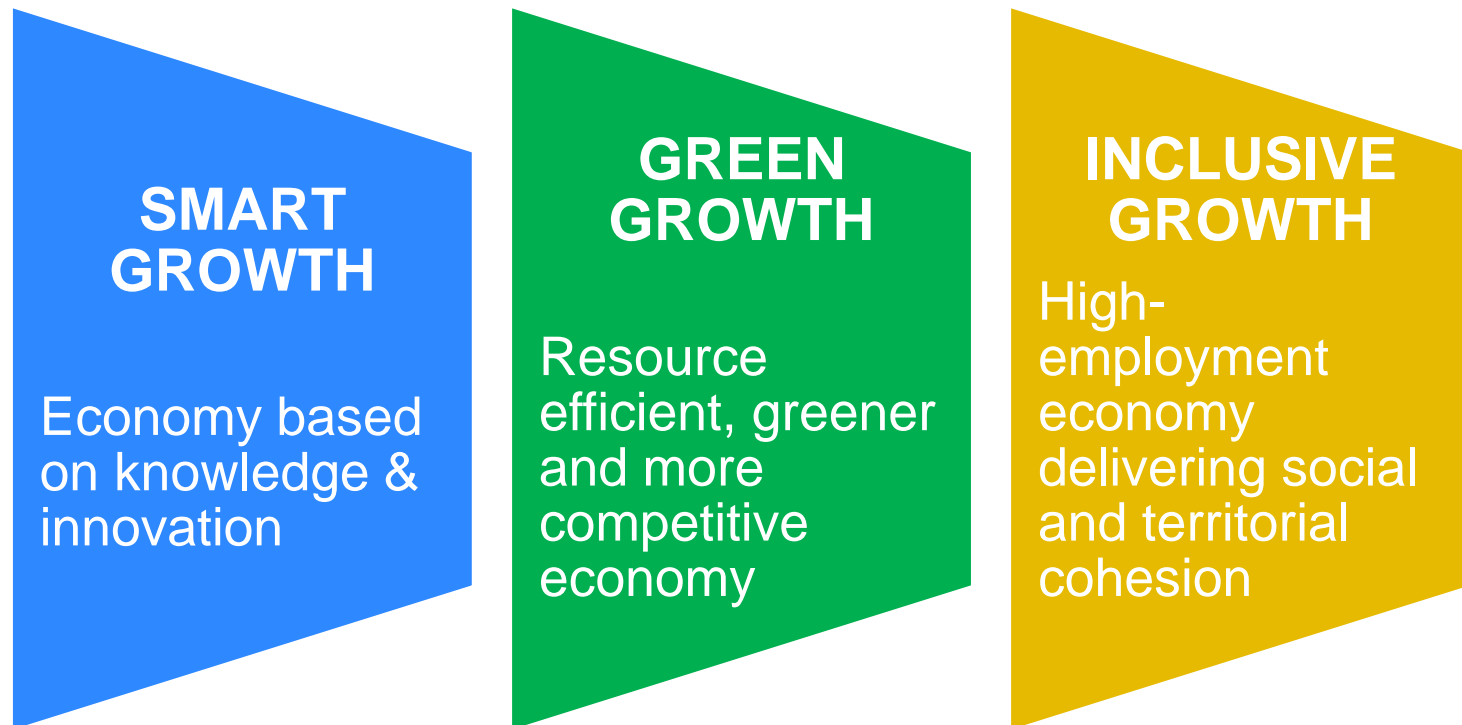 SMART
GROWTH
Economy based
on knowledge &
innovation
GREEN
GROWTH
Resource
efficient, greener
and more
competitive
economy
INCLUSIVE
GROWTH
High-
employment
economy
delivering social
and territorial
cohesion